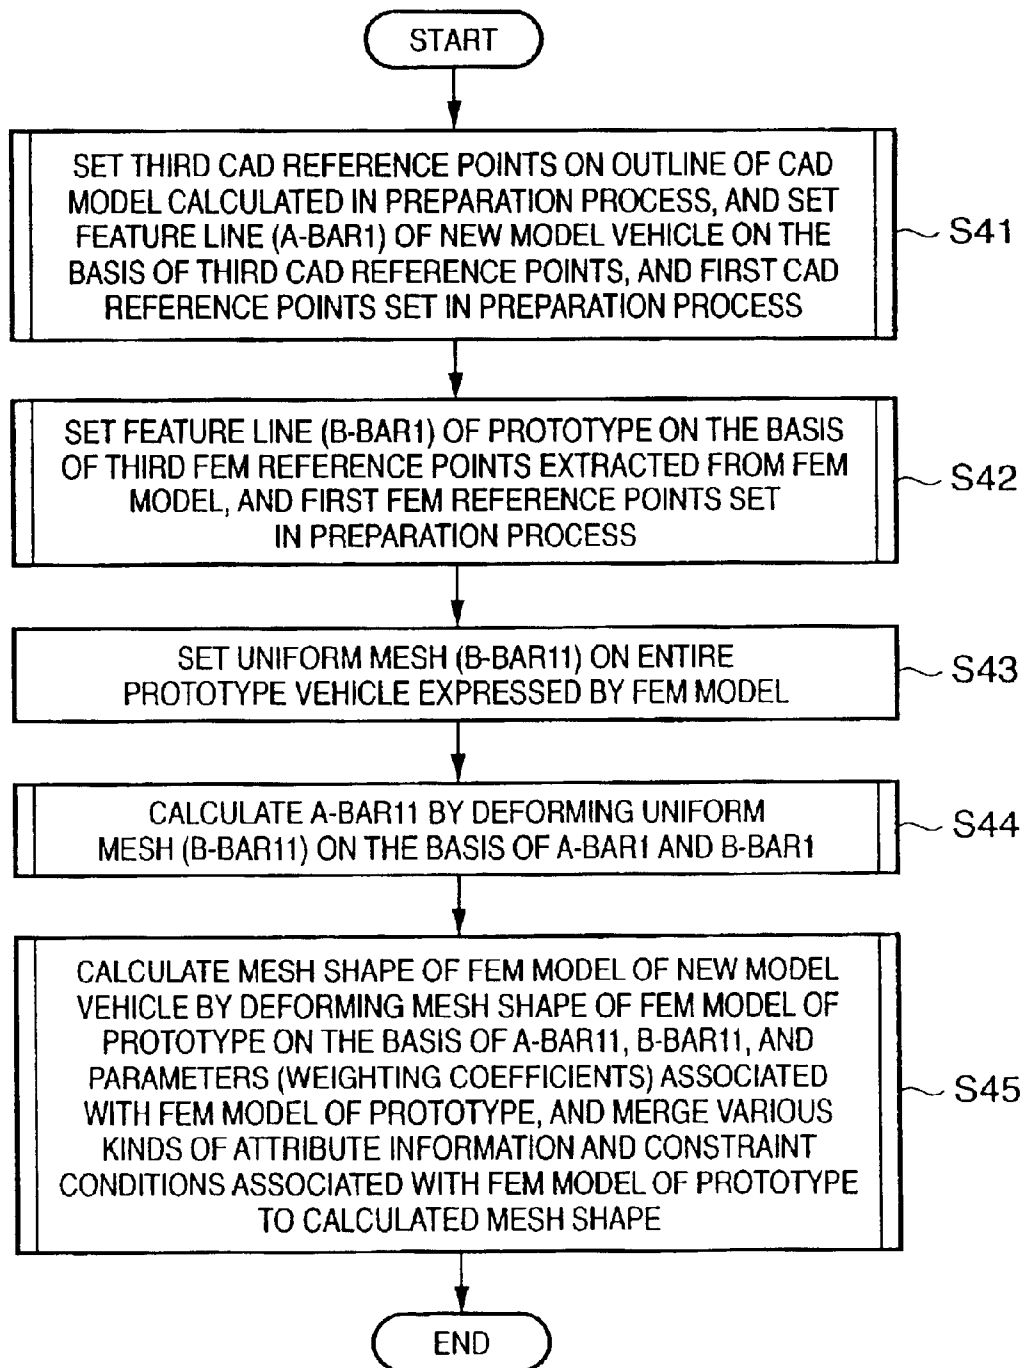 START
SET THIRD CAD REFERENCE POINTS ON OUTLINE OF CAD
MODEL CALCULATED IN PREPARATION PROCESS, AND SET
FEATURE LINE (A-BAR1) OF NEW MODEL VEHICLE ON THE
BASIS OF THIRD CAD REFERENCE POINTS, AND FIRST CAD
REFERENCE POINTS SET IN PREPARATION PROCESS
S41
SET FEATURE LINE (B-BAR1) OF PROTOTYPE ON THE BASIS
OF THIRD FEM REFERENCE POINTS EXTRACTED FROM FEM
MODEL, AND FIRST FEM REFERENCE POINTS SET
IN PREPARATION PROCESS
S42
SET UNIFORM MESH (B-BAR11) ON ENTIRE
PROTOTYPE VEHICLE EXPRESSED BY FEM MODEL
S43
CALCULATE A-BAR11 BY DEFORMING UNIFORM
MESH (B-BAR11) ON THE BASIS OF A-BAR1 AND B-BAR1
S44
CALCULATE MESH SHAPE OF FEM MODEL OF NEW MODEL
VEHICLE BY DEFORMING MESH SHAPE OF FEM MODEL OF
PROTOTYPE ON THE BASIS OF A-BAR11, B-BAR11, AND
PARAMETERS (WEIGHTING COEFFICIENTS) ASSOCIATED
WITH FEM MODEL OF PROTOTYPE, AND MERGE VARIOUS
KINDS OF ATTRIBUTE INFORMATION AND CONSTRAINT
CONDITIONS ASSOCIATED WITH FEM MODEL OF PROTOTYPE
TO CALCULATED MESH SHAPE
S45
END